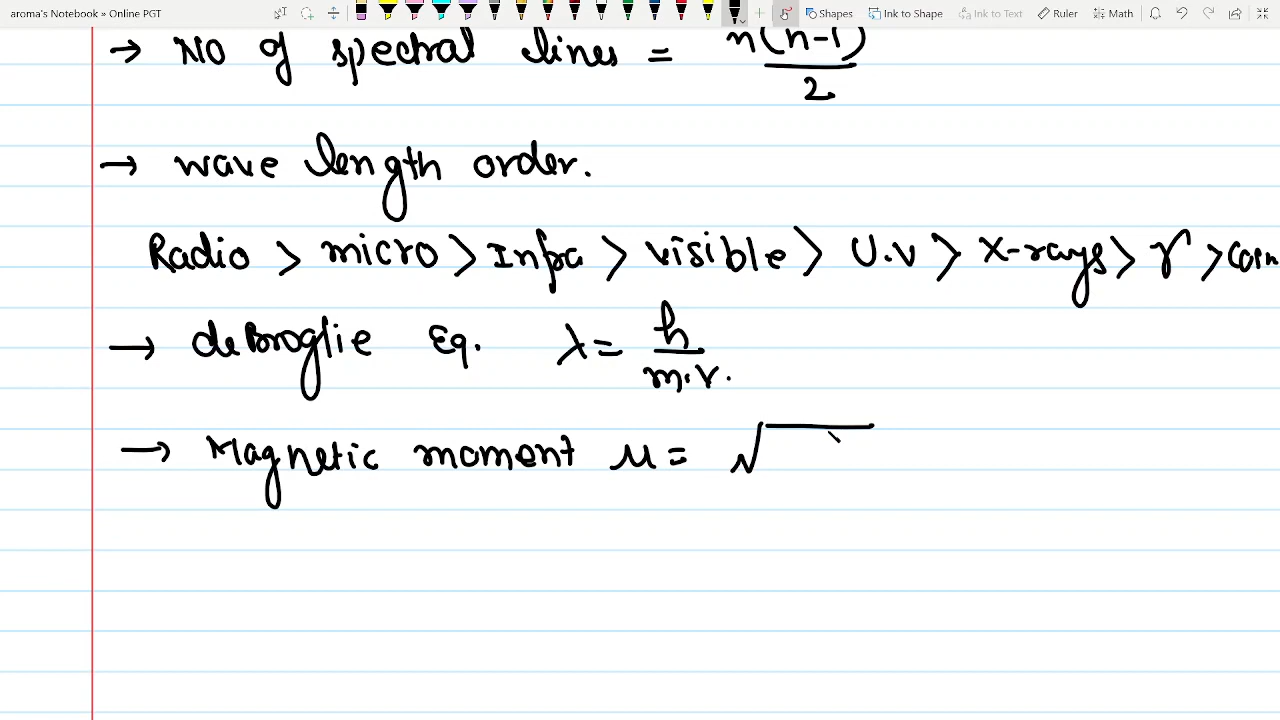 aroma's Notebook » Online PGT
Shapes Ink to Shape Ink to Text Ruler Math
→ No of spectral lines = n(n-1)/2
→ wave length order.
Radio > micro > Infra > visible > U.V > X-rays > γ >
→ deBroglie Eq. λ = h/m.v.
→ Magnetic moment μ = √